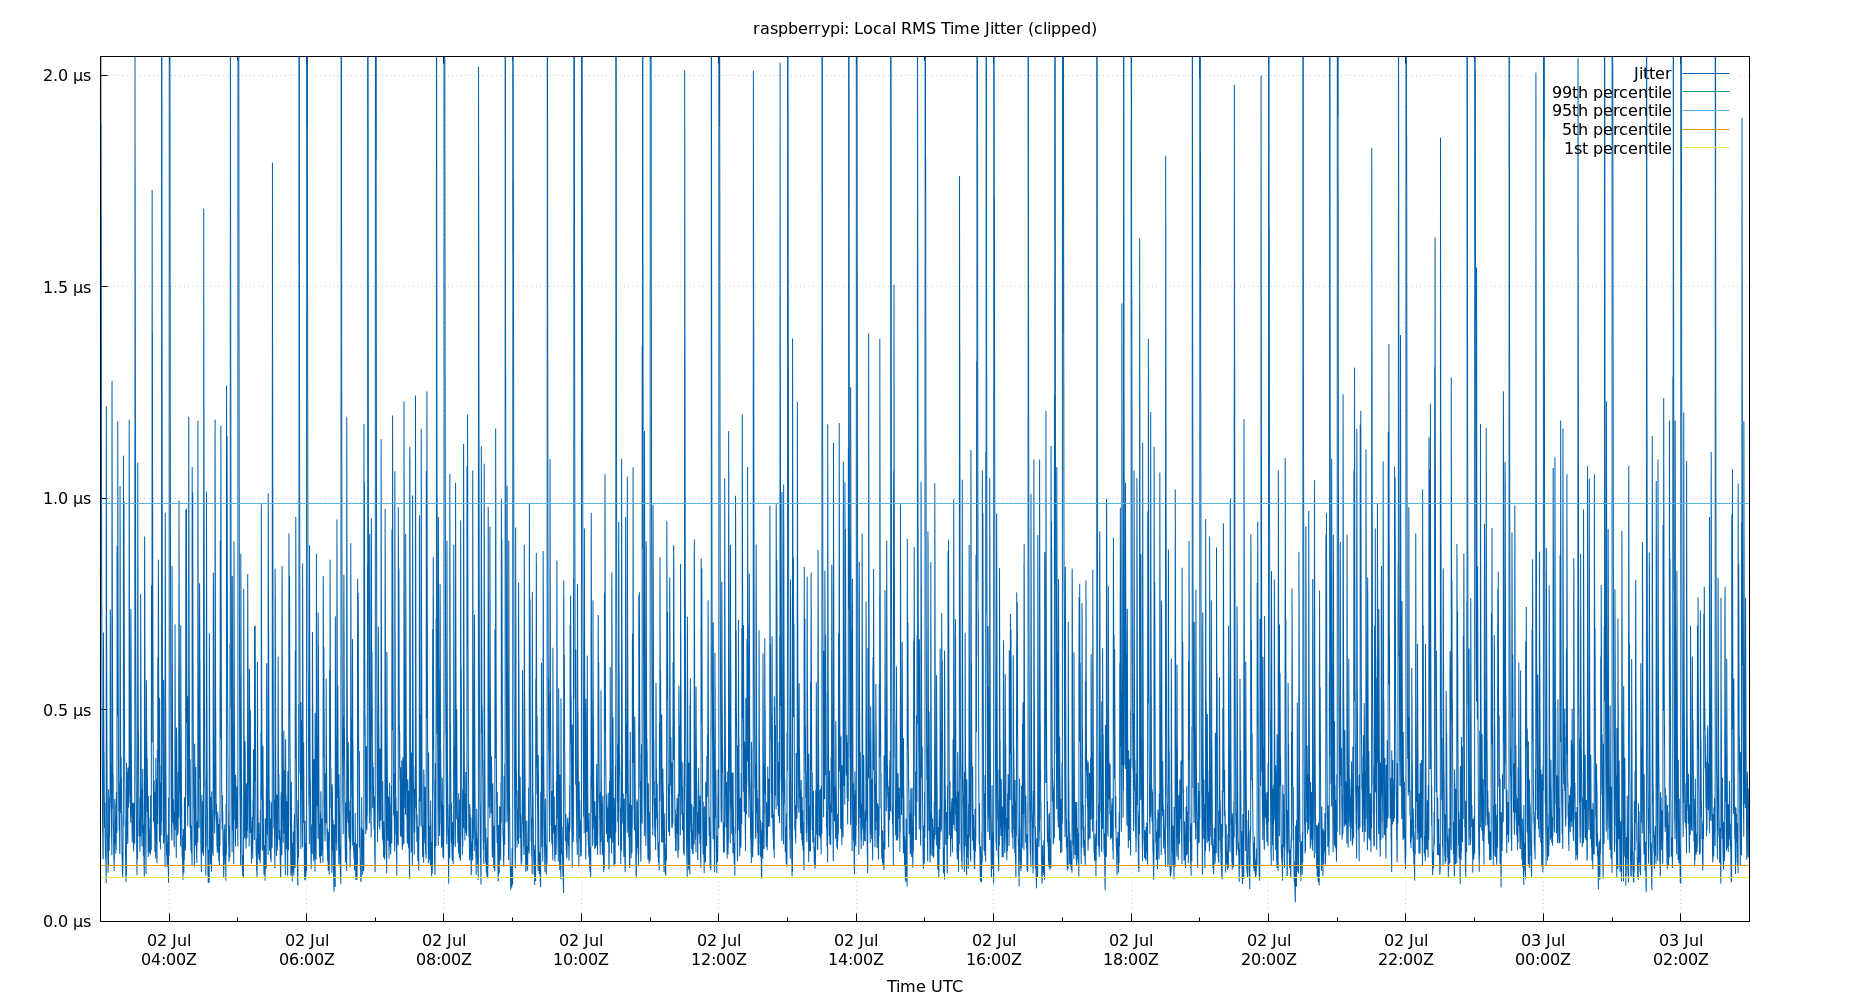 raspberrypi: Local RMS Time Jitter (clipped)
2.0 µs
1.5 µs
1.0 µs
0.5 µs
0.0 µs
Jitter
99th percentile
95th percentile
5th percentile
1st percentile
02 Jul 02 Jul 02 Jul 02 Jul 02 Jul 02 Jul 02 Jul 02 Jul 02 Jul 02 Jul 03 Jul 03 Jul
04:00Z 06:00Z 08:00Z 10:00Z 12:00Z 14:00Z 16:00Z 18:00Z 20:00Z 22:00Z 00:00Z 02:00Z
Time UTC